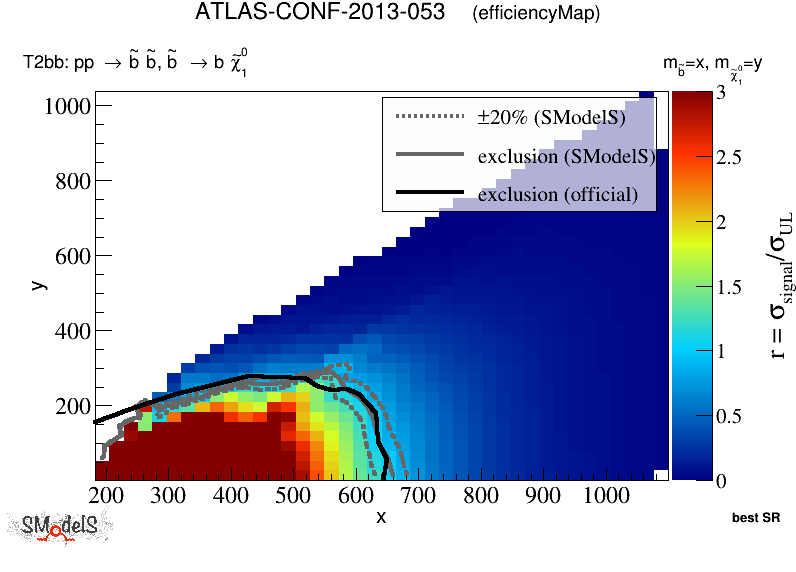 ATLAS-CONF-2013-053 (efficiencyMap)
T2bb: pp → b̃ b̃, b̃ → b χ̃₁⁰
m_b̃=x, m_χ̃₁⁰=y
±20% (SModelS)
exclusion (SModelS)
exclusion (official)
1000
800
600
400
200
y
200 300 400 500 600 700 800 900 1000
x
3
2.5
2
1.5
1
0.5
0
r = σ_signal/σ_UL
best SR
SModelS